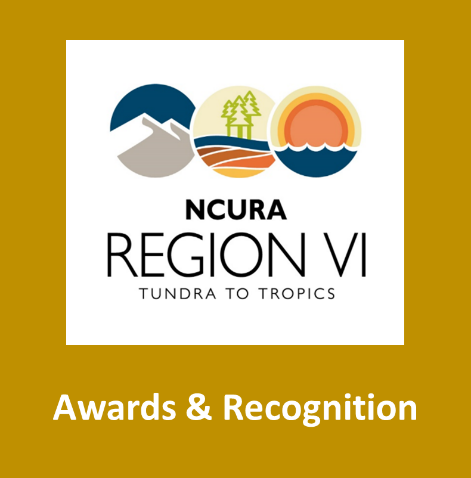 NCURA
REGION VI
TUNDRA TO TROPICS
Awards & Recognition